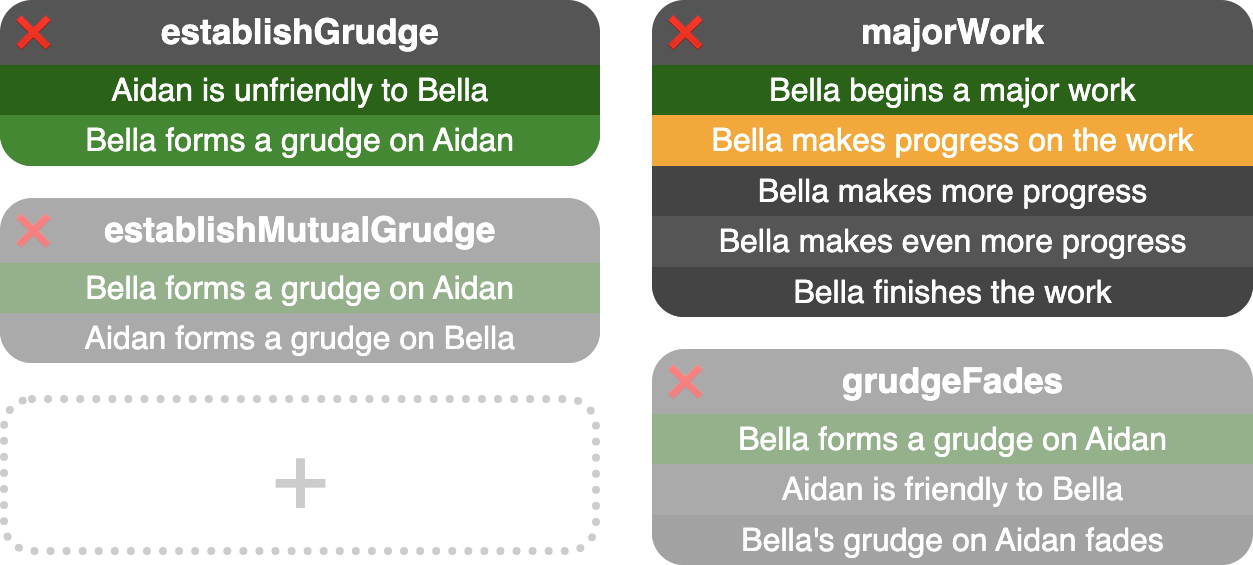 establishGrudge
Aidan is unfriendly to Bella
Bella forms a grudge on Aidan
establishMutualGrudge
Bella forms a grudge on Aidan
Aidan forms a grudge on Bella
+
majorWork
Bella begins a major work
Bella makes progress on the work
Bella makes more progress
Bella makes even more progress
Bella finishes the work
grudgeFades
Bella forms a grudge on Aidan
Aidan is friendly to Bella
Bella's grudge on Aidan fades